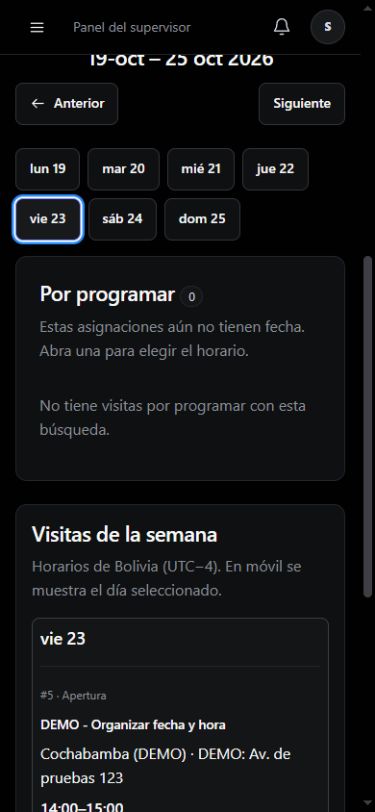 Panel del supervisor
S
19-oct – 25 oct 2026
← Anterior
Siguiente
lun 19
mar 20
mié 21
jue 22
vie 23
sáb 24
dom 25
Por programar 0
Estas asignaciones aún no tienen fecha.
Abra una para elegir el horario.
No tiene visitas por programar con esta
búsqueda.
Visitas de la semana
Horarios de Bolivia (UTC−4). En móvil se
muestra el día seleccionado.
vie 23
#5 · Apertura
DEMO - Organizar fecha y hora
Cochabamba (DEMO) · DEMO: Av. de
pruebas 123
14:00–15:00